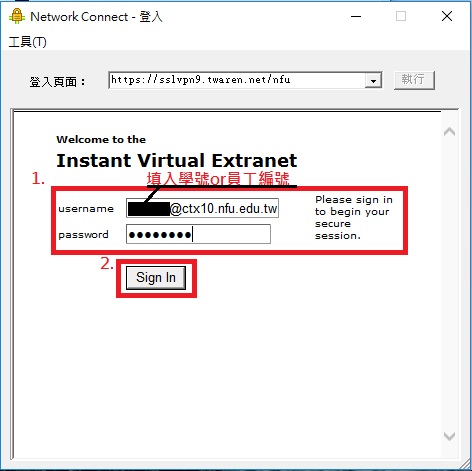 Network Connect - 登入
工具(T)
登入頁面：
https://sslvpn9.twaren.net/nfu
執行
Welcome to the
Instant Virtual Extranet
1.
填入學號or員工編號
username
@ctx10.nfu.edu.tw
password
●●●●●●●●
Please sign in
to begin your
secure
session.
2.
Sign In